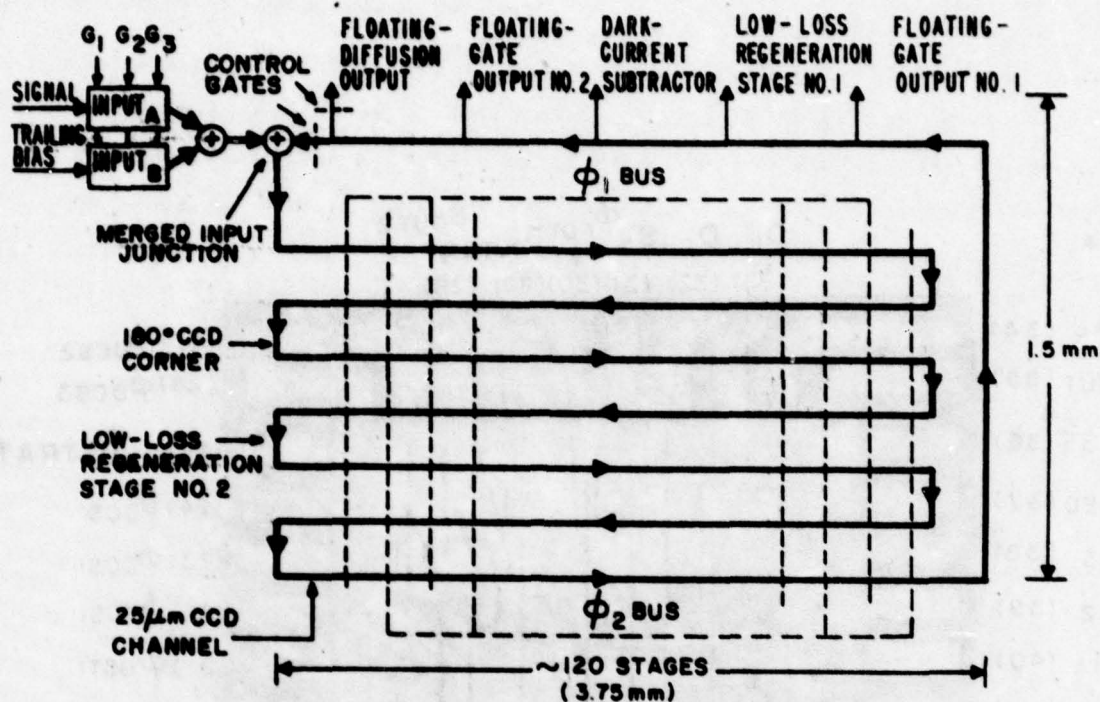 G1 G2 G3
SIGNAL
INPUT A
TRAILING
BIAS
INPUT B
CONTROL
GATES
FLOATING-
DIFFUSION
OUTPUT
FLOATING-
GATE
OUTPUT NO. 2
DARK-
CURRENT
SUBTRACTOR
LOW-LOSS
REGENERATION
STAGE NO. 1
FLOATING-
GATE
OUTPUT NO. 1
ϕ1 BUS
MERGED INPUT
JUNCTION
180° CCD
CORNER
1.5 mm
LOW-LOSS
REGENERATION
STAGE NO. 2
25μm CCD
CHANNEL
ϕ2 BUS
~120 STAGES
(3.75 mm)